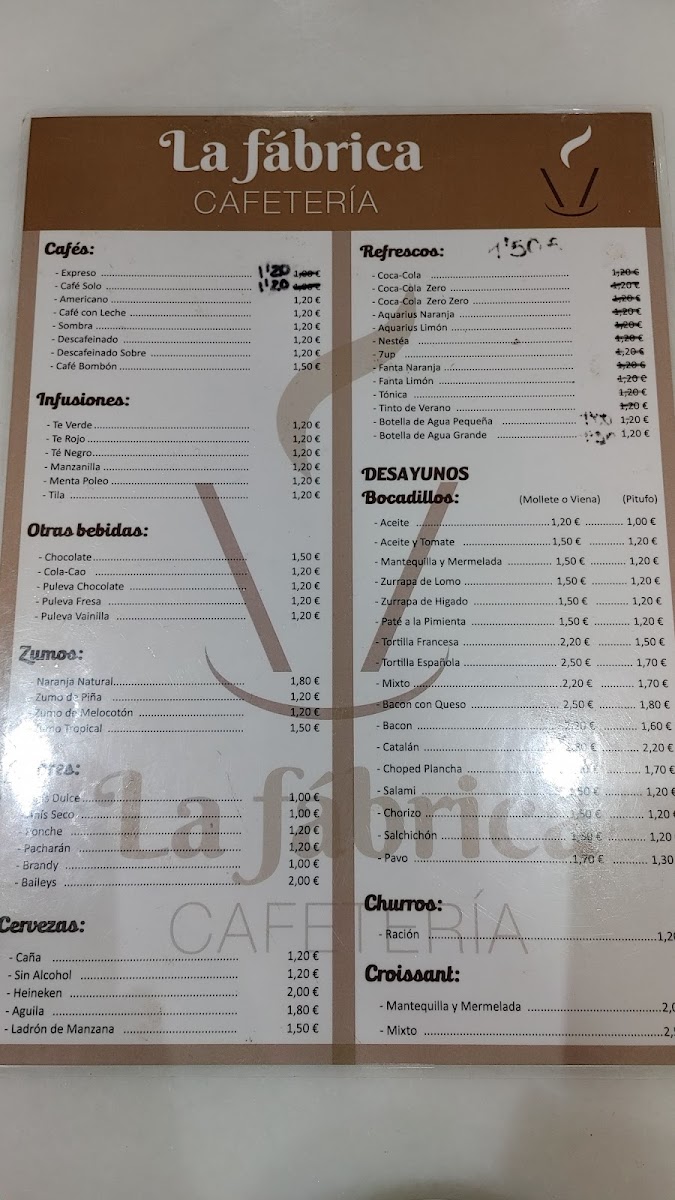 La fábrica
CAFETERÍA
Cafés:
- Expreso 1'20 1,00 €
- Café Solo 1'20 1,00 €
- Americano 1,20 €
- Café con Leche 1,20 €
- Sombra 1,20 €
- Descafeinado 1,20 €
- Descafeinado Sobre 1,20 €
- Café Bombón 1,50 €
Infusiones:
- Te Verde 1,20 €
- Te Rojo 1,20 €
- Té Negro 1,20 €
- Manzanilla 1,20 €
- Menta Poleo 1,20 €
- Tila 1,20 €
Otras bebidas:
- Chocolate 1,50 €
- Cola-Cao 1,20 €
- Puleva Chocolate 1,20 €
- Puleva Fresa 1,20 €
- Puleva Vainilla 1,20 €
Zumos:
Naranja Natural 1,80 €
Zumo de Piña 1,20 €
Zumo de Melocotón 1,20 €
Tropical 1,50 €
Dulce 1,00 €
Seco 1,00 €
Ponche 1,20 €
- Pacharán 1,20 €
- Brandy 1,00 €
- Baileys 2,00 €
Cervezas:
- Caña 1,20 €
- Sin Alcohol 1,20 €
- Heineken 2,00 €
- Aguila 1,80 €
- Ladrón de Manzana 1,50 €
Refrescos: 1'50 €
- Coca-Cola 1,20 €
- Coca-Cola Zero 1,20 €
- Coca-Cola Zero Zero 1,20 €
- Aquarius Naranja 1,20 €
- Aquarius Limón 1,20 €
- Nestéa 1,20 €
- 7up 1,20 €
- Fanta Naranja 1,20 €
- Fanta Limón 1,20 €
- Tónica 1,20 €
- Tinto de Verano 1,20 €
- Botella de Agua Pequeña 1,20 €
- Botella de Agua Grande 1,20 €
DESAYUNOS
Bocadillos: (Mollete o Viena) (Pitufo)
- Aceite 1,20 € 1,00 €
- Aceite y Tomate 1,50 € 1,20 €
- Mantequilla y Mermelada 1,50 € 1,20 €
- Zurrapa de Lomo 1,50 € 1,20 €
- Zurrapa de Higado 1,50 € 1,20 €
- Paté a la Pimienta 1,50 € 1,20 €
- Tortilla Francesa 2,20 € 1,50 €
- Tortilla Española 2,50 € 1,70 €
- Mixto 2,20 € 1,70 €
- Bacon con Queso 2,50 € 1,80 €
- Bacon 1,60 €
- Catalán 2,20 €
- Choped Plancha 1,70 €
- Salami 1,20 €
- Chorizo 1,50 € 1,20
- Salchichón 1,50 € 1,20
- Pavo 1,70 € 1,30
Churros:
- Ración
Croissant:
- Mantequilla y Mermelada
- Mixto
La fábrica
CAFETERÍA